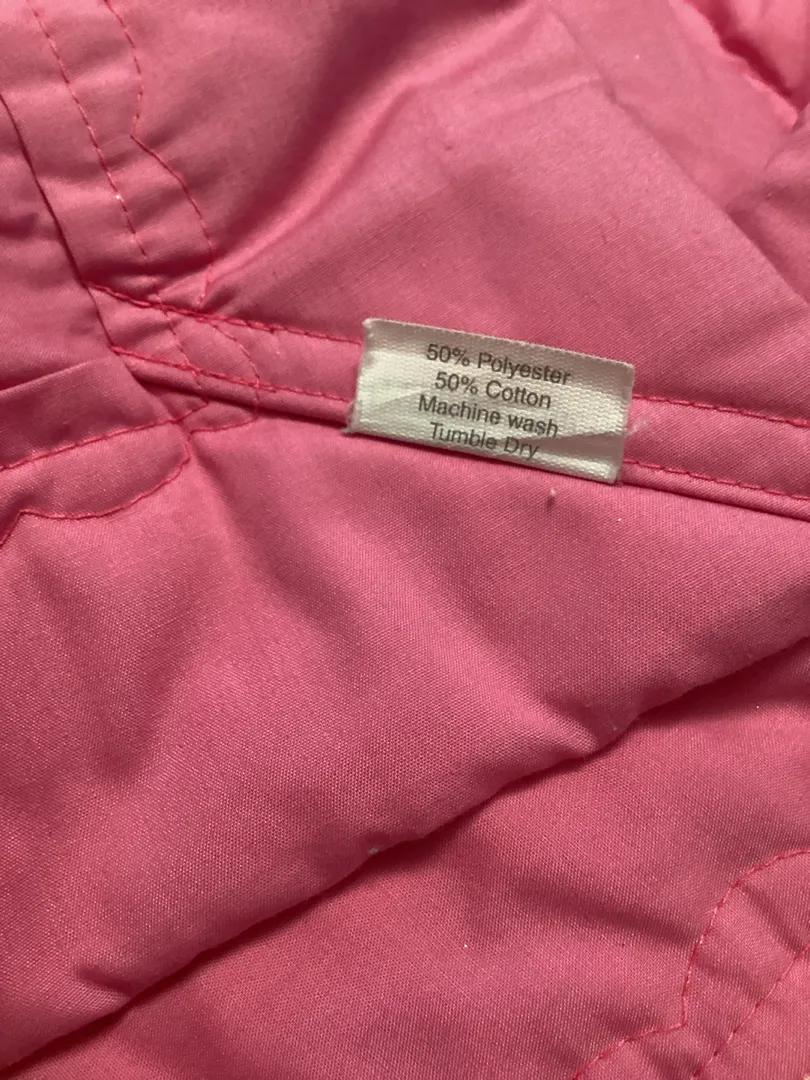 50% Polyester
50% Cotton
Machine wash
Tumble Dry